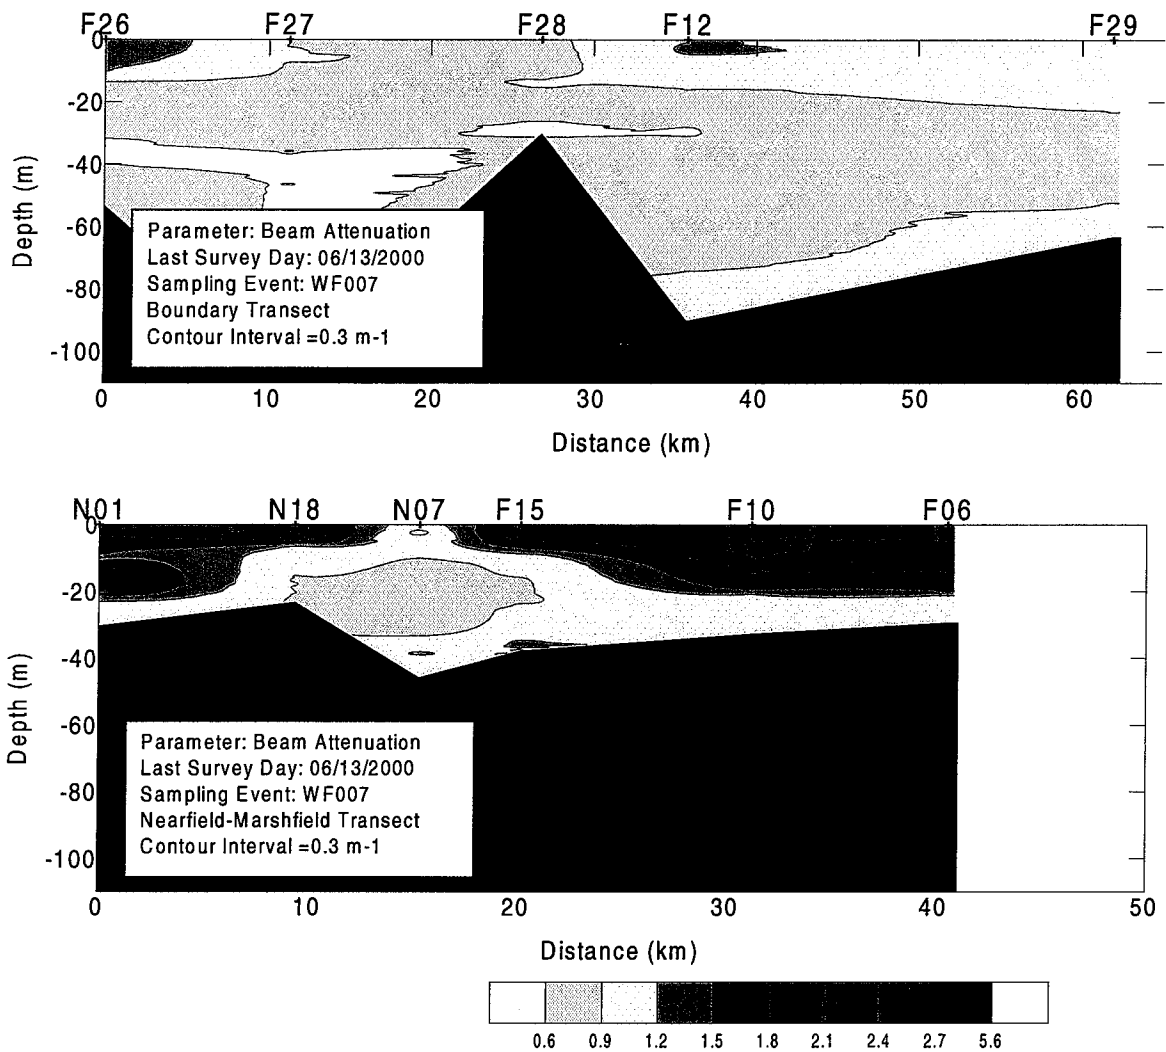 F26 F27 F28 F12 F29
0
-20
-40
-60
-80
-100
Depth (m)
Parameter: Beam Attenuation
Last Survey Day: 06/13/2000
Sampling Event: WF007
Boundary Transect
Contour Interval =0.3 m-1
0 10 20 30 40 50 60
Distance (km)
N01 N18 N07 F15 F10 F06
0
-20
-40
-60
-80
-100
Depth (m)
Parameter: Beam Attenuation
Last Survey Day: 06/13/2000
Sampling Event: WF007
Nearfield-Marshfield Transect
Contour Interval =0.3 m-1
0 10 20 30 40 50
Distance (km)
0.6 0.9 1.2 1.5 1.8 2.1 2.4 2.7 5.6